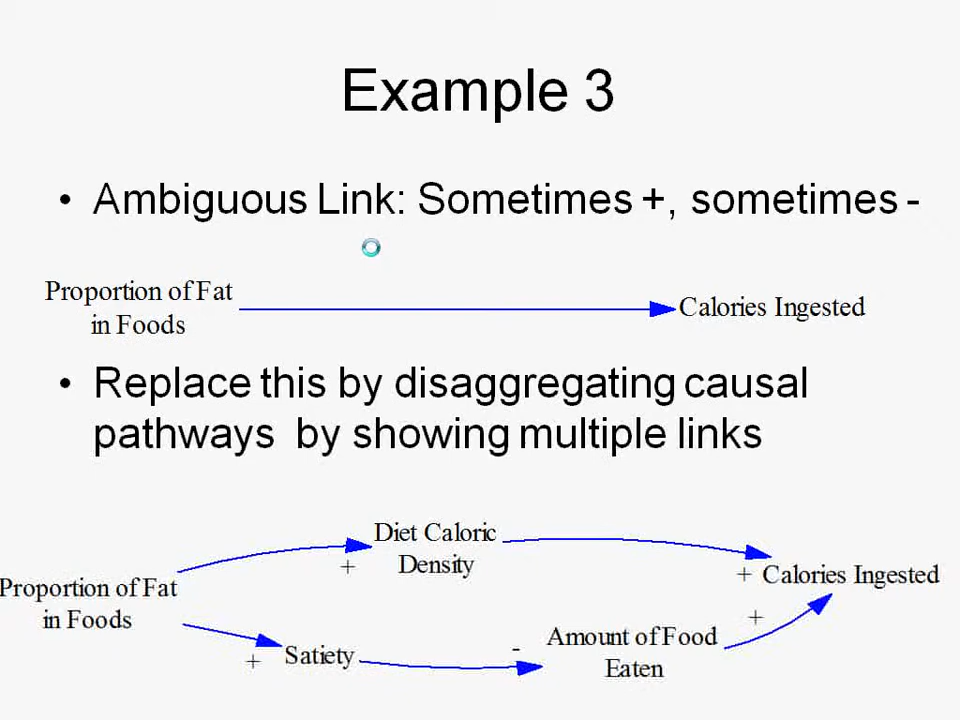 Example 3
• Ambiguous Link: Sometimes +, sometimes -
Proportion of Fat
in Foods
Calories Ingested
• Replace this by disaggregating causal
pathways by showing multiple links
Diet Caloric
Density
+
+ Calories Ingested
Proportion of Fat
in Foods
+
Satiety
-
Amount of Food
Eaten
+